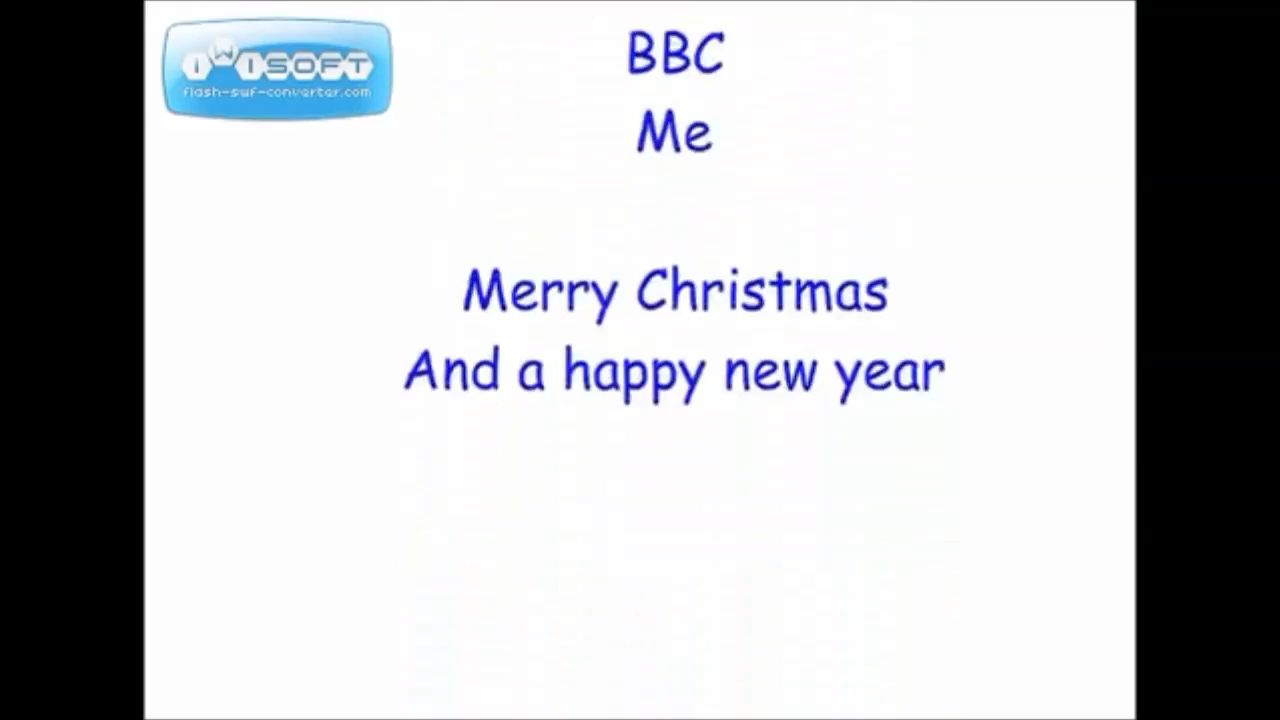 iWiSOFT
flash-swf-converter.com
BBC
Me
Merry Christmas
And a happy new year